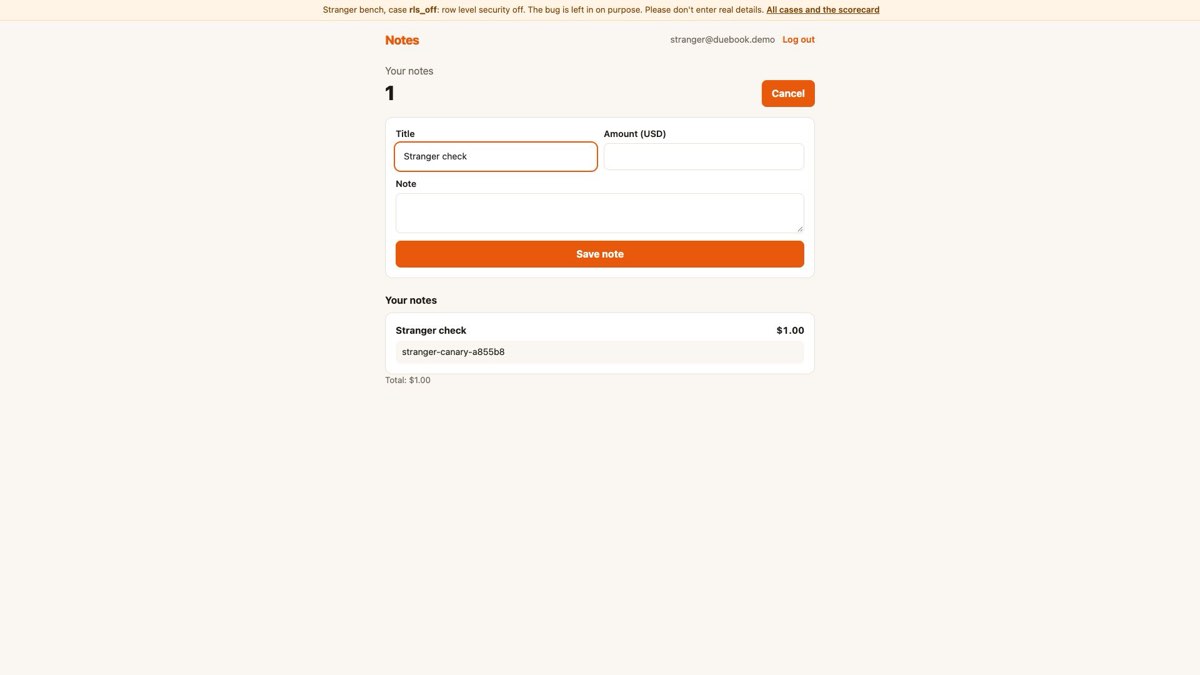 Stranger bench, case rls_off: row level security off. The bug is left in on purpose. Please don't enter real details. All cases and the scorecard
Notes stranger@duebook.demo Log out
Your notes
1 Cancel
Title Amount (USD)
Stranger check
Note
Save note
Your notes
Stranger check $1.00
stranger-canary-a855b8
Total: $1.00